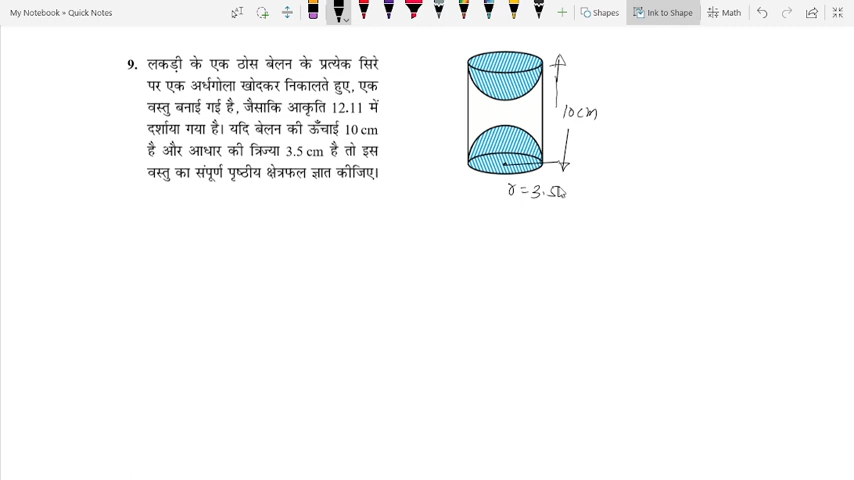 My Notebook » Quick Notes
Shapes
Ink to Shape
Math
9. लकड़ी के एक ठोस बेलन के प्रत्येक सिरे
पर एक अर्धगोला खोदकर निकालते हुए, एक
वस्तु बनाई गई है, जैसाकि आकृति 12.11 में
दर्शाया गया है। यदि बेलन की ऊँचाई 10 cm
है और आधार की त्रिज्या 3.5 cm है तो इस
वस्तु का संपूर्ण पृष्ठीय क्षेत्रफल ज्ञात कीजिए।
10 cm
r = 3.5